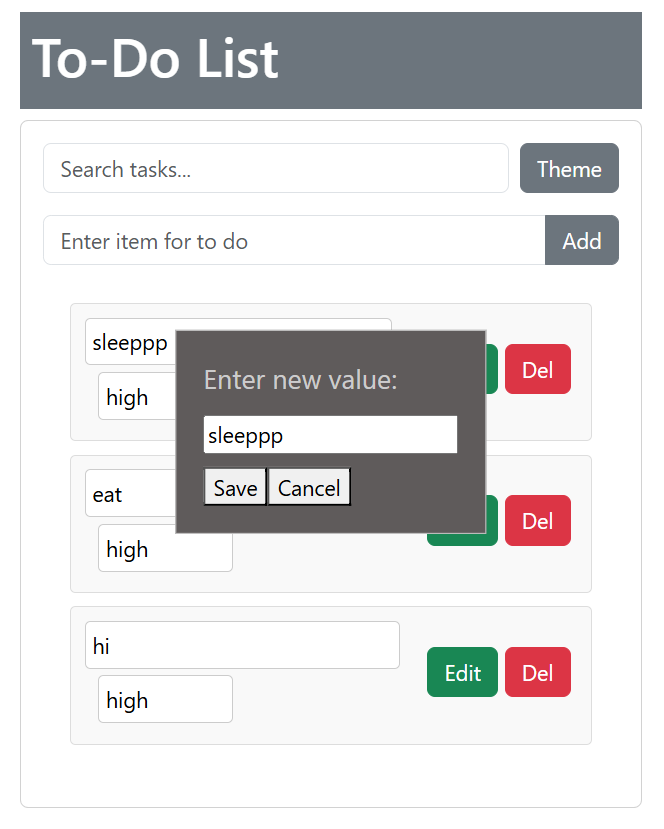 To-Do List
Search tasks...
Theme
Enter item for to do
Add
sleeppp
high
Del
Enter new value:
sleeppp
Save
Cancel
eat
high
Del
hi
high
Edit
Del